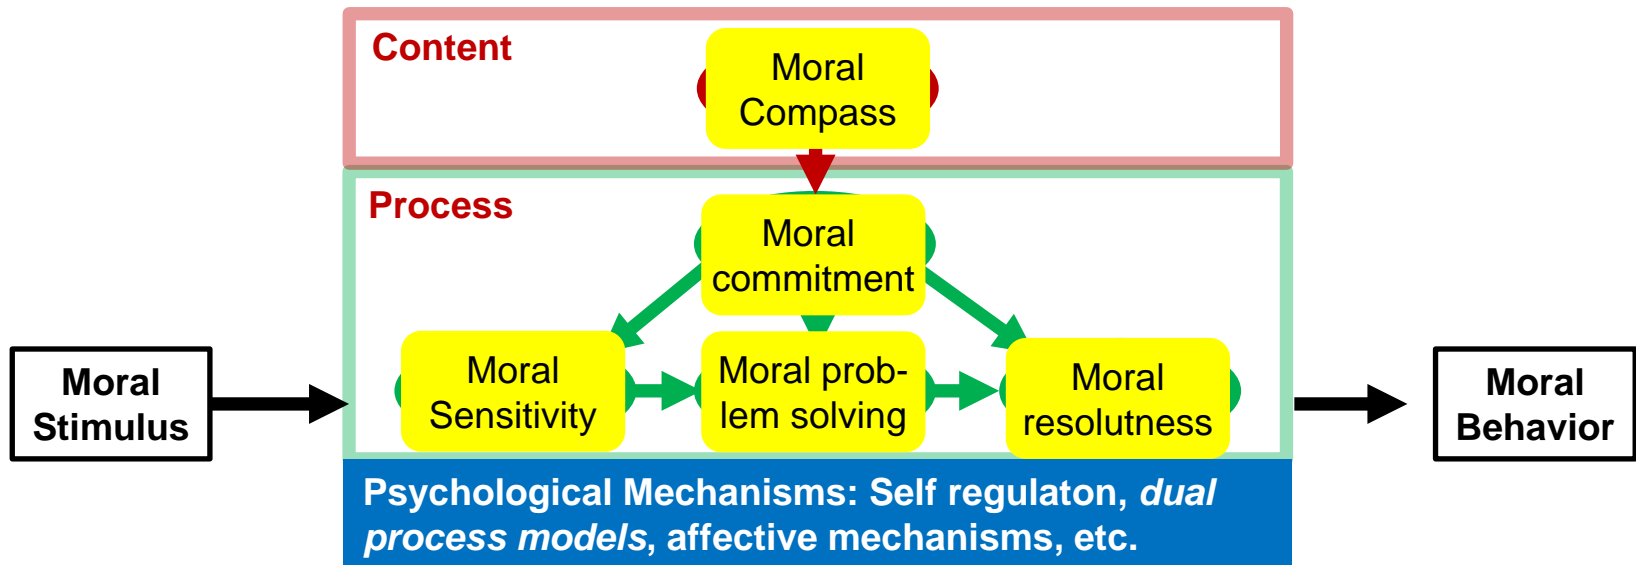 Content
Moral
Compass
Process
Moral
commitment
Moral
Stimulus
Moral
Sensitivity
Moral prob-
lem solving
Moral
resolutness
Moral
Behavior
Psychological Mechanisms: Self regulaton, dual
process models, affective mechanisms, etc.